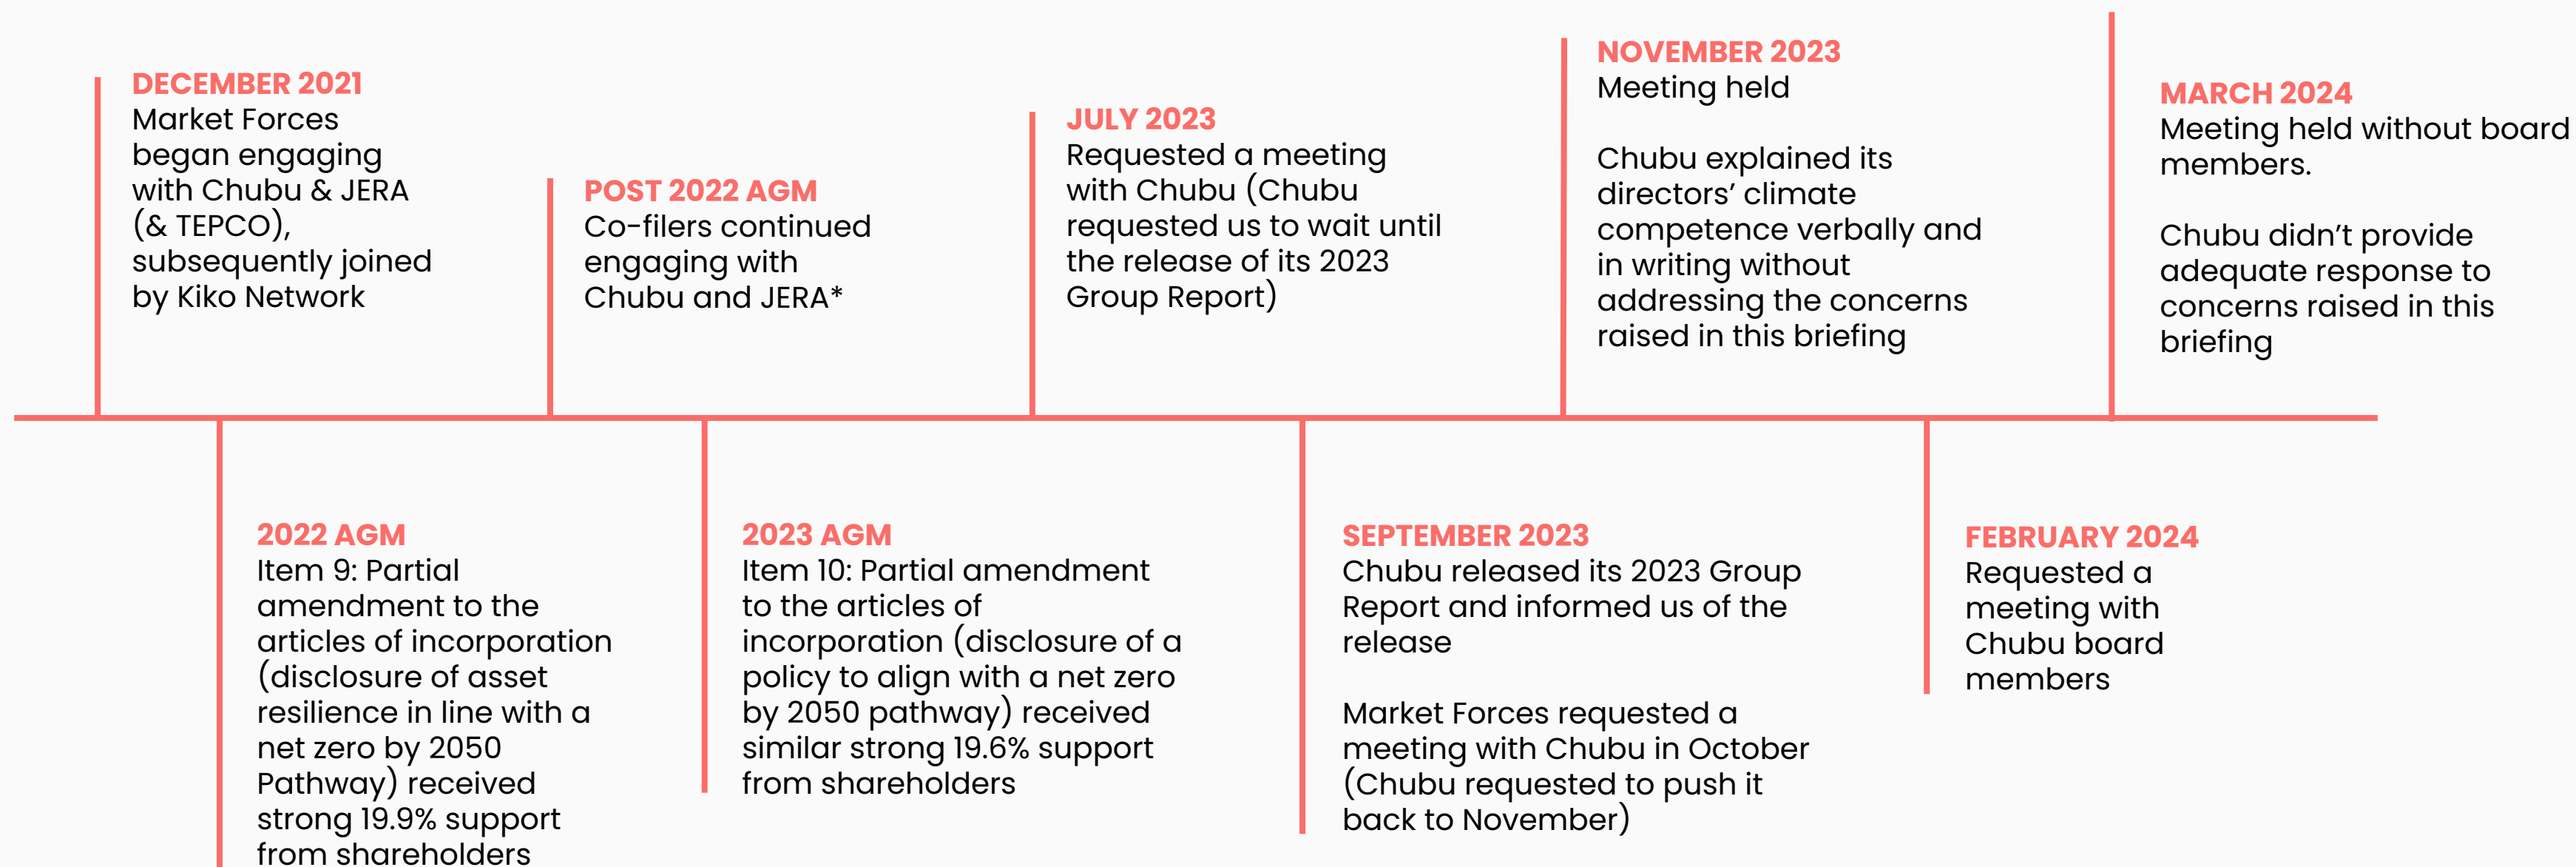 DECEMBER 2021
Market Forces
began engaging
with Chubu & JERA
(& TEPCO),
subsequently joined
by Kiko Network
2022 AGM
Item 9: Partial
amendment to the
articles of incorporation
(disclosure of asset
resilience in line with a
net zero by 2050
Pathway) received
strong 19.9% support
from shareholders
POST 2022 AGM
Co-filers continued
engaging with
Chubu and JERA*
2023 AGM
Item 10: Partial amendment
to the articles of
incorporation (disclosure of a
policy to align with a net zero
by 2050 pathway) received
similar strong 19.6% support
from shareholders
JULY 2023
Requested a meeting
with Chubu (Chubu
requested us to wait until
the release of its 2023
Group Report)
SEPTEMBER 2023
Chubu released its 2023 Group
Report and informed us of the
release
Market Forces requested a
meeting with Chubu in October
(Chubu requested to push it
back to November)
NOVEMBER 2023
Meeting held
Chubu explained its
directors’ climate
competence verbally and
in writing without
addressing the concerns
raised in this briefing
FEBRUARY 2024
Requested a
meeting with
Chubu board
members
MARCH 2024
Meeting held without board
members.
Chubu didn’t provide
adequate response to
concerns raised in this
briefing